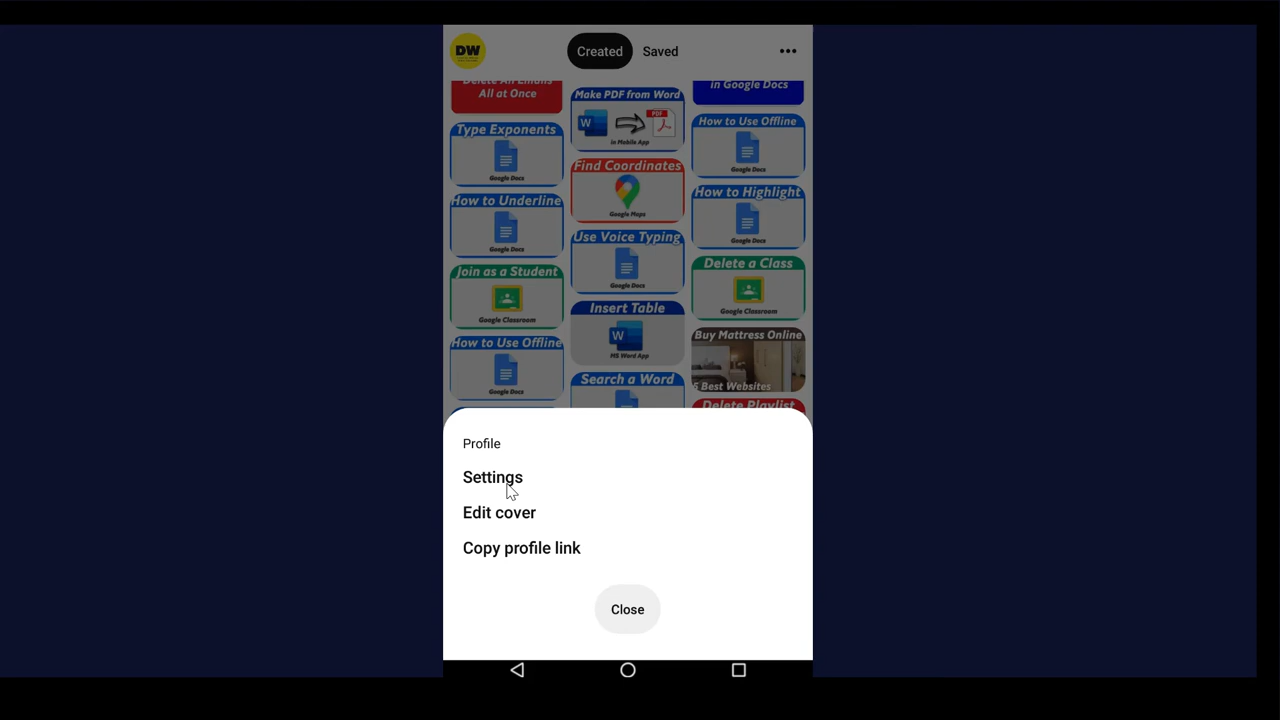 DW
Created
Saved
Delete All Emails
All at Once
Make PDF from Word
W
PDF
in Mobile App
in Google Docs
Type Exponents
Google Docs
Find Coordinates
Google Maps
How to Use Offline
Google Docs
How to Underline
Google Docs
Use Voice Typing
Google Docs
How to Highlight
Google Docs
Join as a Student
Google Classroom
Insert Table
W
MS Word App
Delete a Class
Google Classroom
How to Use Offline
Google Docs
Search a Word
Buy Mattress Online
5 Best Websites
Delete Playlist
Profile
Settings
Edit cover
Copy profile link
Close